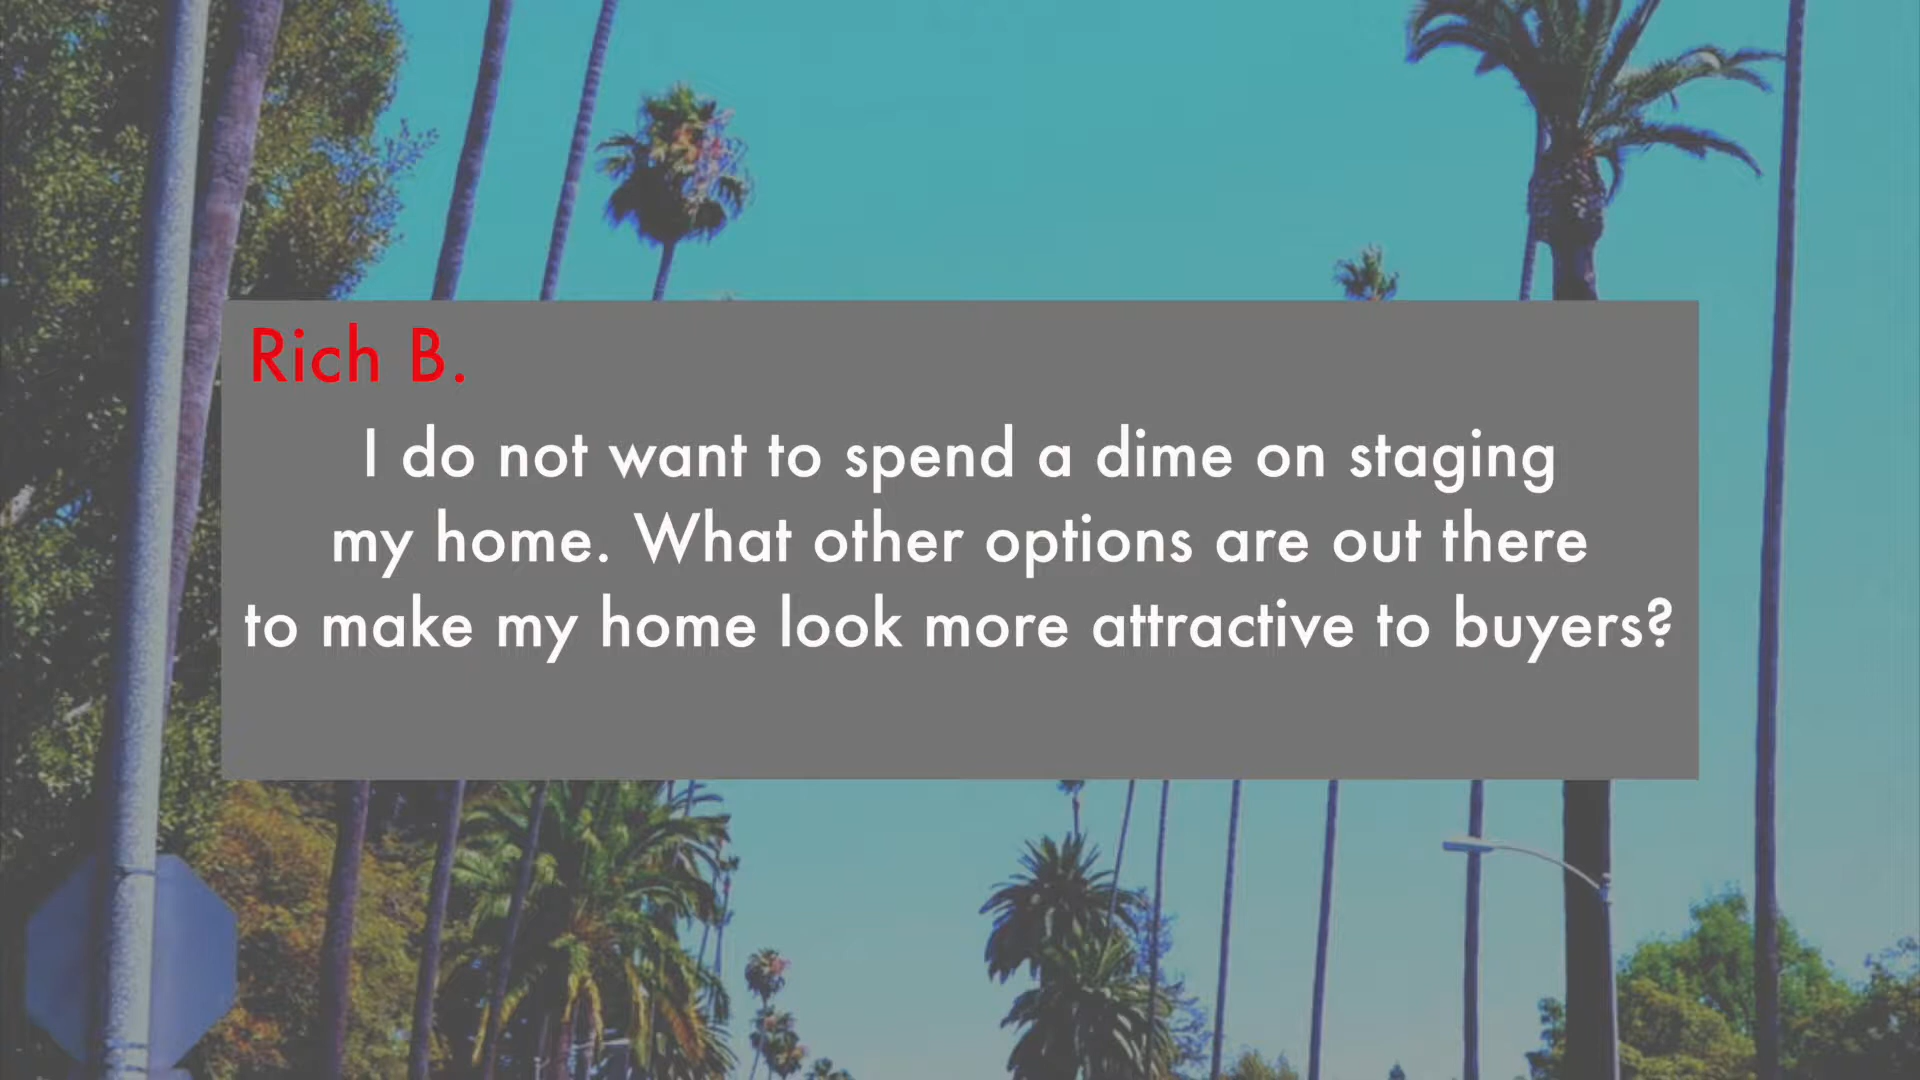 Rich B.
I do not want to spend a dime on staging
my home. What other options are out there
to make my home look more attractive to buyers?